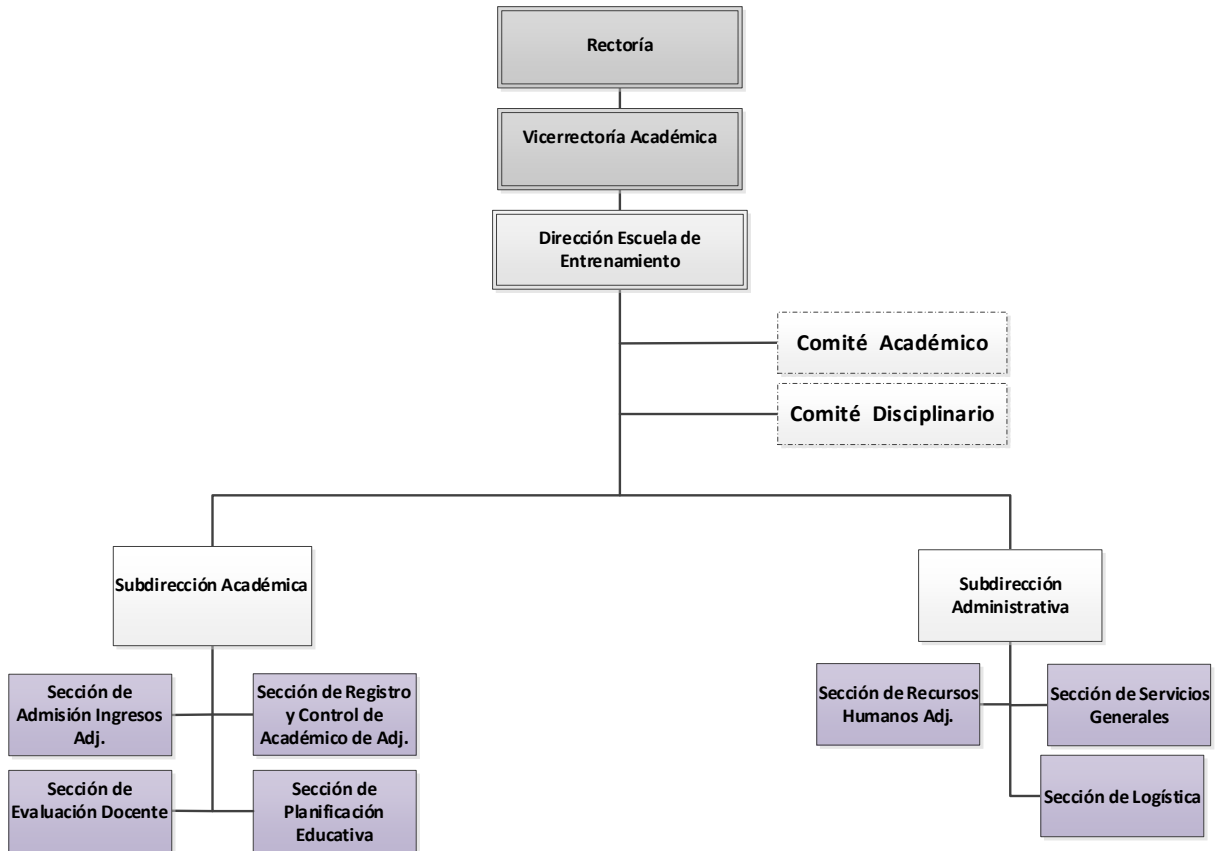 Rectoría
Vicerrectoría Académica
Dirección Escuela de
Entrenamiento
Comité Académico
Comité Disciplinario
Subdirección Académica
Subdirección
Administrativa
Sección de
Admisión Ingresos
Adj.
Sección de Registro
y Control de
Académico de Adj.
Sección de Recursos
Humanos Adj.
Sección de Servicios
Generales
Sección de
Evaluación Docente
Sección de
Planificación
Educativa
Sección de Logística